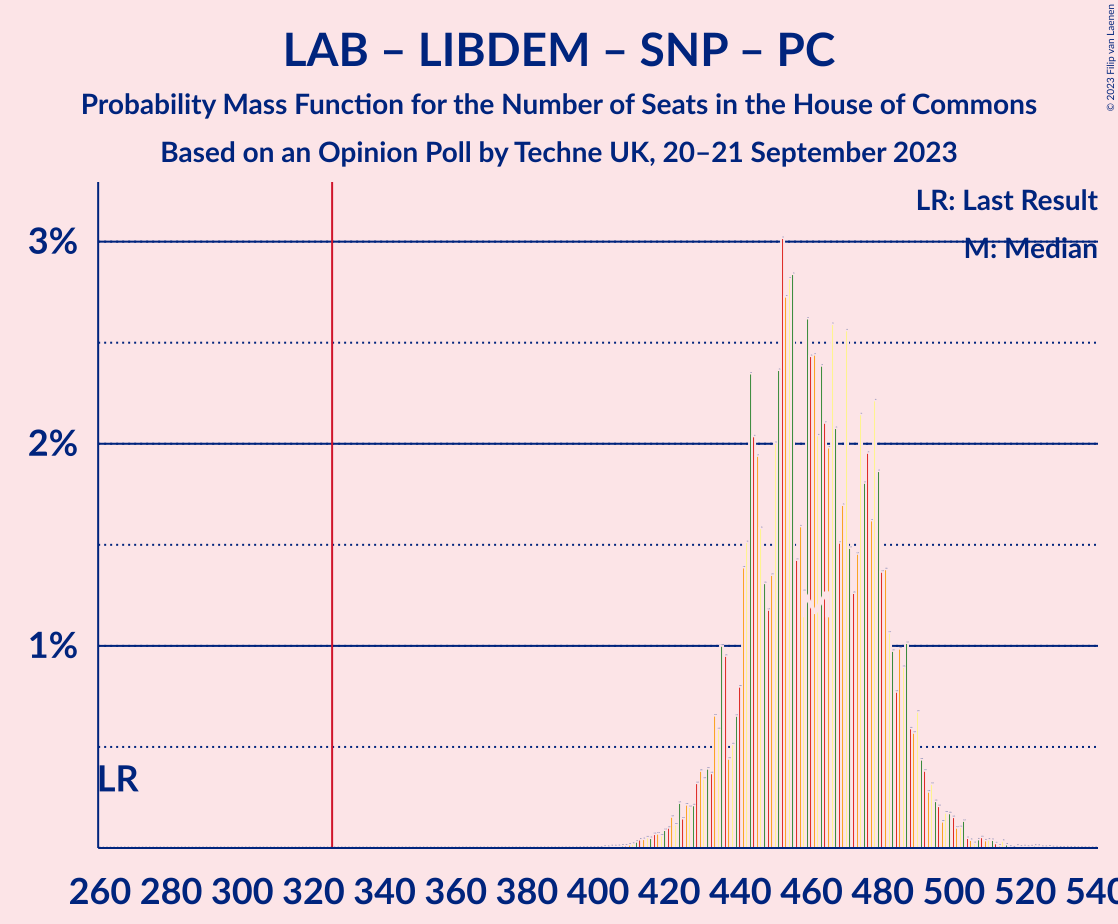 LAB – LIBDEM – SNP – PC
Probability Mass Function for the Number of Seats in the House of Commons
Based on an Opinion Poll by Techne UK, 20–21 September 2023
© 2023 Filip van Laenen
LR: Last Result
M: Median
3%
2%
1%
M
LR
260 280 300 320 340 360 380 400 420 440 460 480 500 520 540